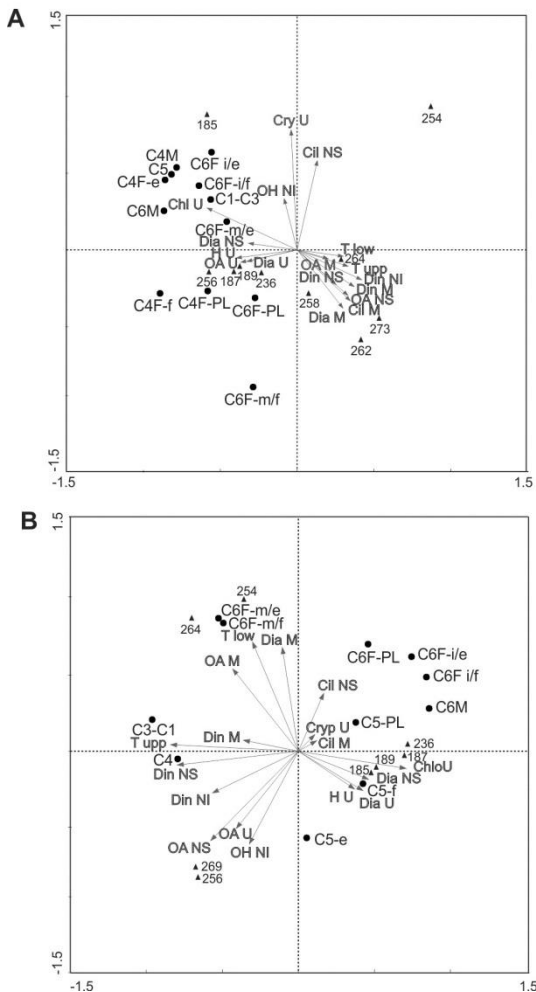 A
1.5
254
185
Cry U
Cil NS
C4M
C5
C6F i/e
C4F-e
C6F-i/f
C1-C3
OH NI
Chl U
C6M
C6F-m/e
Dia NS
H U
OA U
Dia U
T low
264
OA M
T upp
Din NS
Din NI
256
187
189
236
Din M
258
OA NS
C4F-f
C4F-PL
C6F-PL
Cil M
Dia M
273
262
C6F-m/f
-1.5
-1.5
1.5
B
1.5
254
C6F-m/e
264
C6F-m/f
T low
Dia M
C6F-PL
C6F-i/e
OA M
C6F i/f
Cil NS
C6M
C3-C1
Cryp U
C5-PL
Din M
Cil M
T upp
236
C4
187
Din NS
189
ChloU
185
Dia NS
Din NI
H U
C5-f
Dia U
OA U
OA NS
OH NI
C5-e
269
256
-1.5
-1.5
1.5